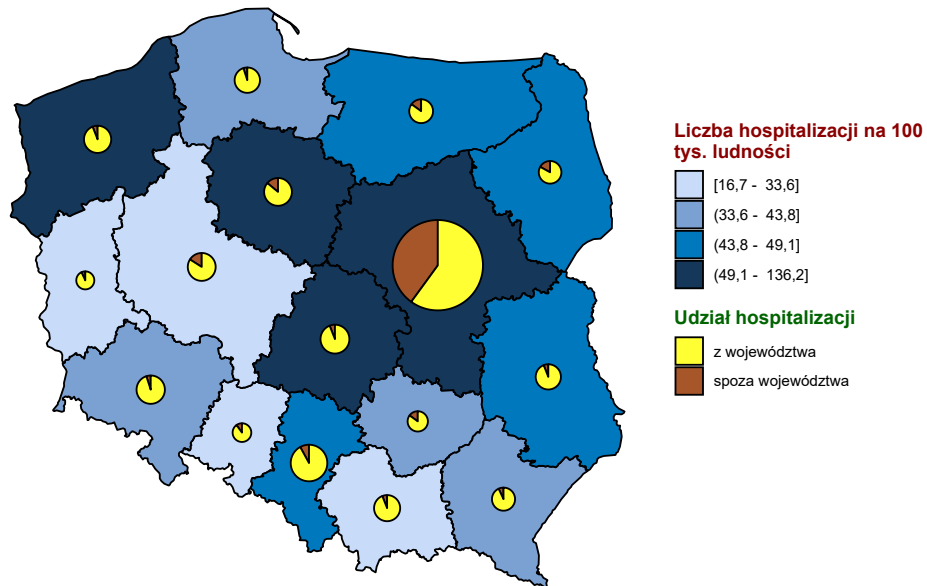 Liczba hospitalizacji na 100
tys. ludności
[16,7 - 33,6]
(33,6 - 43,8]
(43,8 - 49,1]
(49,1 - 136,2]
Udział hospitalizacji
z województwa
spoza województwa